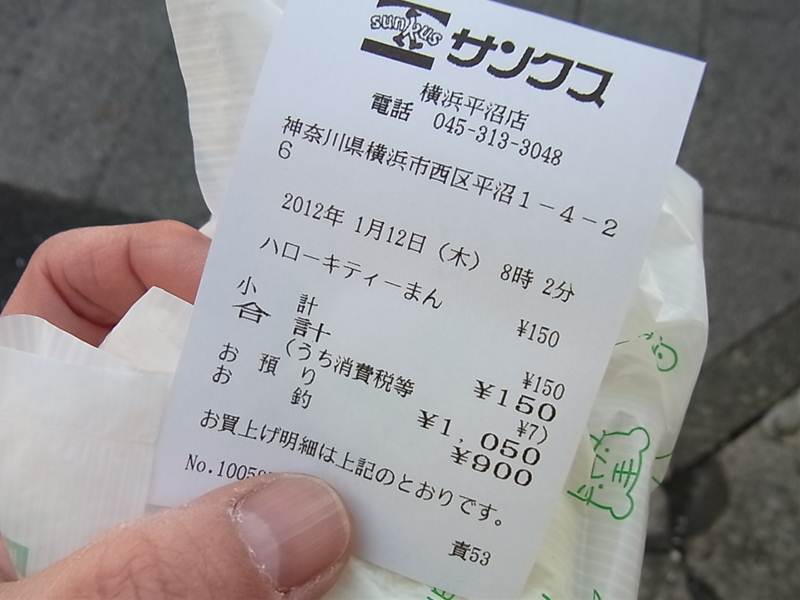 sunkus サンクス
横浜平沼店
電話 045-313-3048
神奈川県横浜市西区平沼1-4-2
6
2012年 1月12日(木) 8時 2分
ハローキティーまん ¥150
小 計 ¥150
合 計 ¥150
(うち消費税等 ¥7)
お 預 り ¥1,050
お 釣 ¥900
お買上げ明細は上記のとおりです。
No.1005
責53